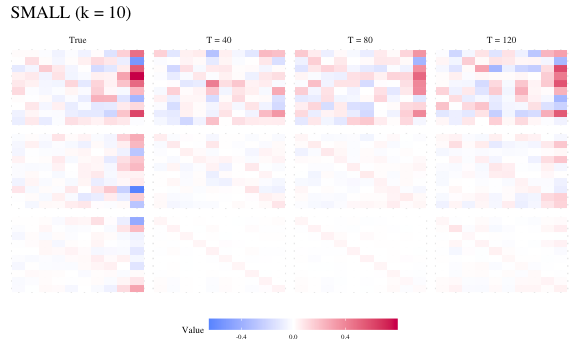 SMALL (k = 10)
True T = 40 T = 80 T = 120
Value
-0.4 0.0 0.4